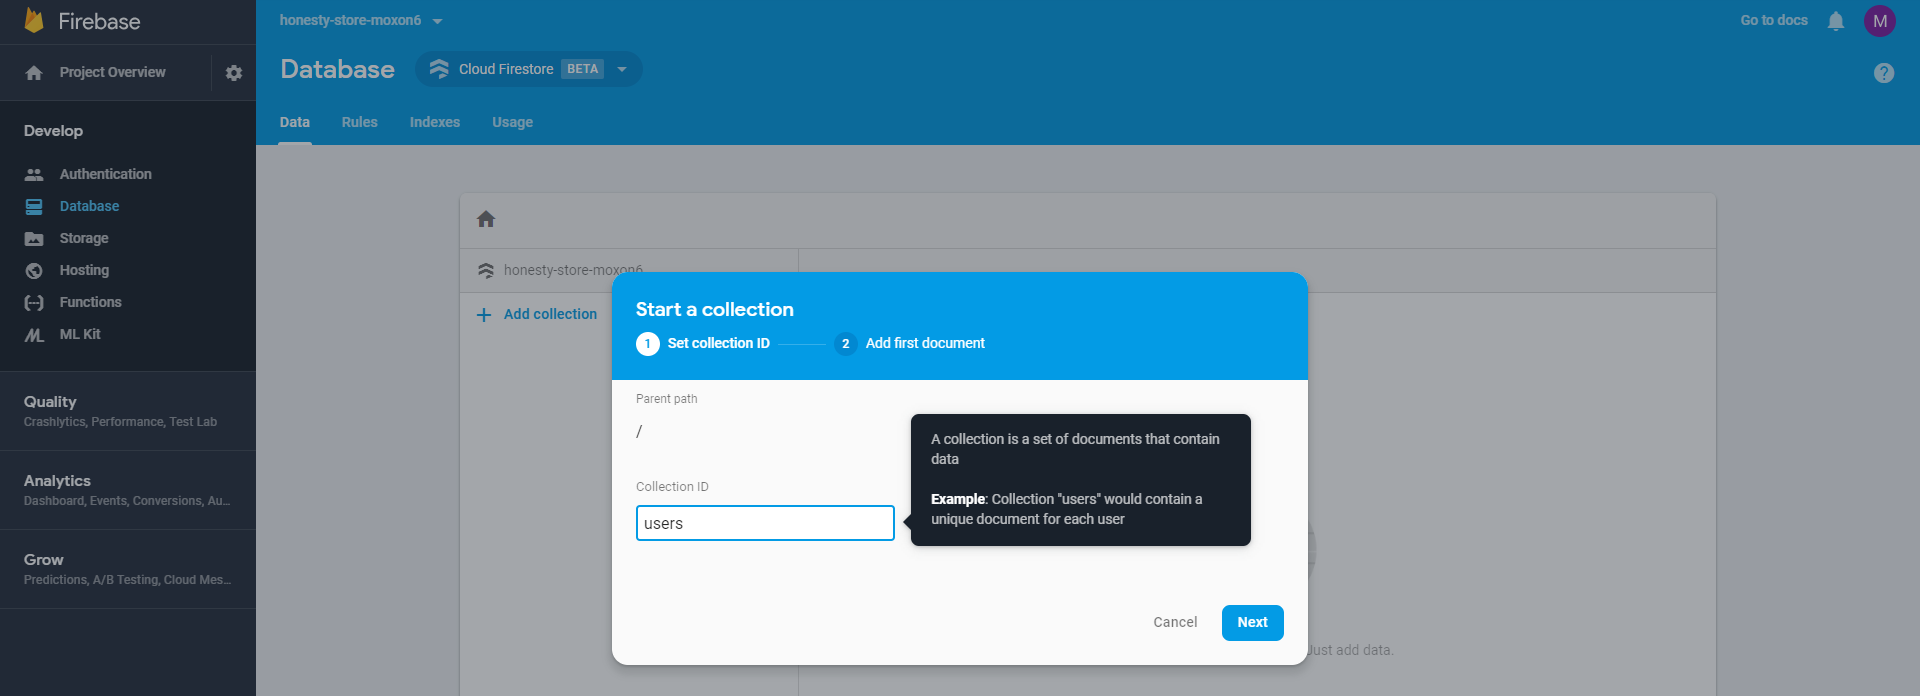 Firebase
Project Overview
Develop
Authentication
Database
Storage
Hosting
Functions
ML Kit
Quality
Crashlytics, Performance, Test Lab
Analytics
Dashboard, Events, Conversions, Au...
Grow
Predictions, A/B Testing, Cloud Mes...
honesty-store-moxon6
Go to docs
M
Database
Cloud Firestore BETA
?
Data Rules Indexes Usage
honesty-store-moxon6
Add collection
Start a collection
1 Set collection ID 2 Add first document
Parent path
/
Collection ID
users
A collection is a set of documents that contain
data
Example: Collection "users" would contain a
unique document for each user
Cancel Next
Just add data.